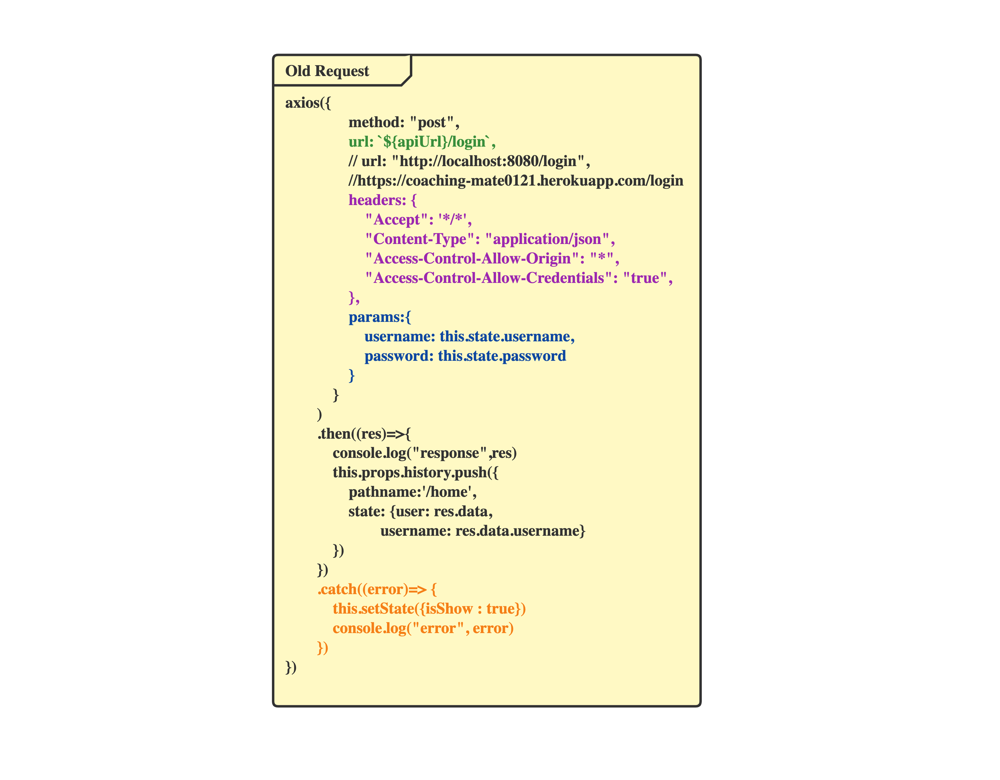 Old Request
axios({
method: "post",
url: `${apiUrl}/login`,
// url: "http://localhost:8080/login",
//https://coaching-mate0121.herokuapp.com/login
headers: {
"Accept": '*/*',
"Content-Type": "application/json",
"Access-Control-Allow-Origin": "*",
"Access-Control-Allow-Credentials": "true",
},
params:{
username: this.state.username,
password: this.state.password
}
}
)
.then((res)=>{
console.log("response",res)
this.props.history.push({
pathname:'/home',
state: {user: res.data,
username: res.data.username}
})
})
.catch((error)=> {
this.setState({isShow : true})
console.log("error", error)
})
})